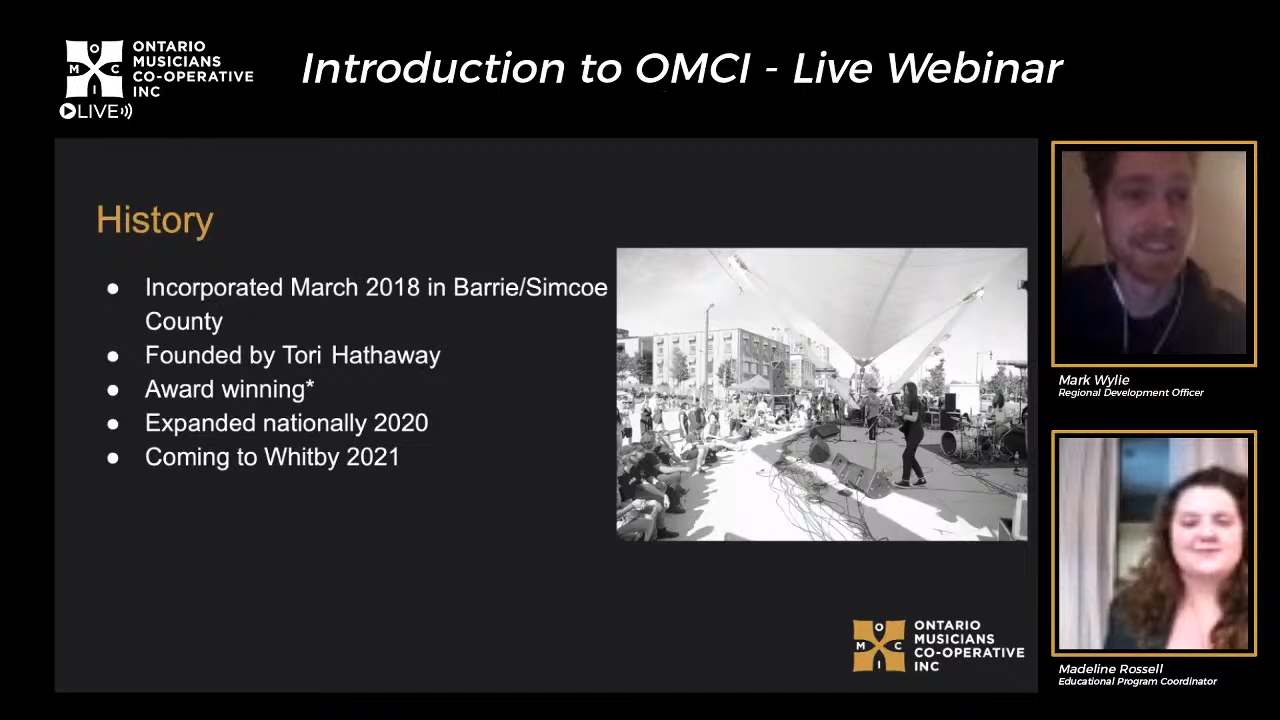 ONTARIO
MUSICIANS
CO-OPERATIVE
INC
O
M C
I
LIVE
Introduction to OMCI - Live Webinar
History
● Incorporated March 2018 in Barrie/Simcoe
County
● Founded by Tori Hathaway
● Award winning*
● Expanded nationally 2020
● Coming to Whitby 2021
O
M C
I
ONTARIO
MUSICIANS
CO-OPERATIVE
INC
Mark Wylie
Regional Development Officer
Madeline Rossell
Educational Program Coordinator